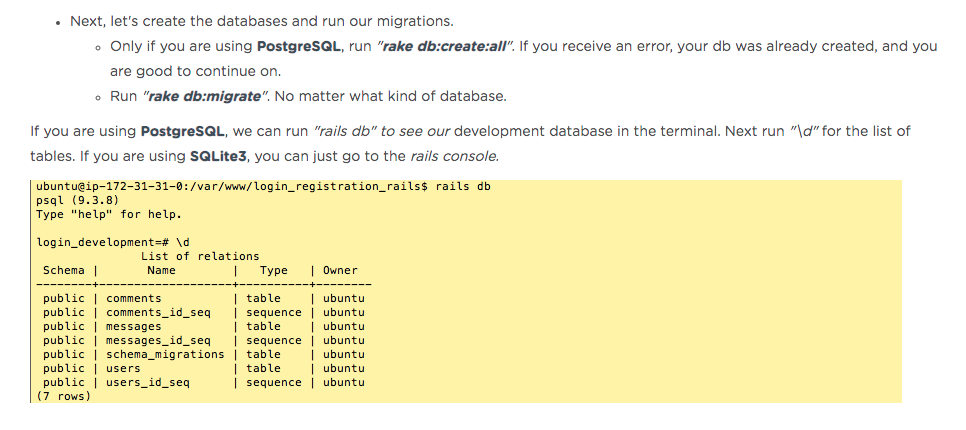 • Next, let's create the databases and run our migrations.
◦ Only if you are using PostgreSQL, run "rake db:create:all". If you receive an error, your db was already created, and you
are good to continue on.
◦ Run "rake db:migrate". No matter what kind of database.
If you are using PostgreSQL, we can run "rails db" to see our development database in the terminal. Next run "\d" for the list of
tables. If you are using SQLite3, you can just go to the rails console.
ubuntu@ip-172-31-31-0:/var/www/login_registration_rails$ rails db
psql (9.3.8)
Type "help" for help.
login_development=# \d
List of relations
Schema | Name | Type | Owner
--------+---------------------+----------+--------
public | comments | table | ubuntu
public | comments_id_seq | sequence | ubuntu
public | messages | table | ubuntu
public | messages_id_seq | sequence | ubuntu
public | schema_migrations | table | ubuntu
public | users | table | ubuntu
public | users_id_seq | sequence | ubuntu
(7 rows)